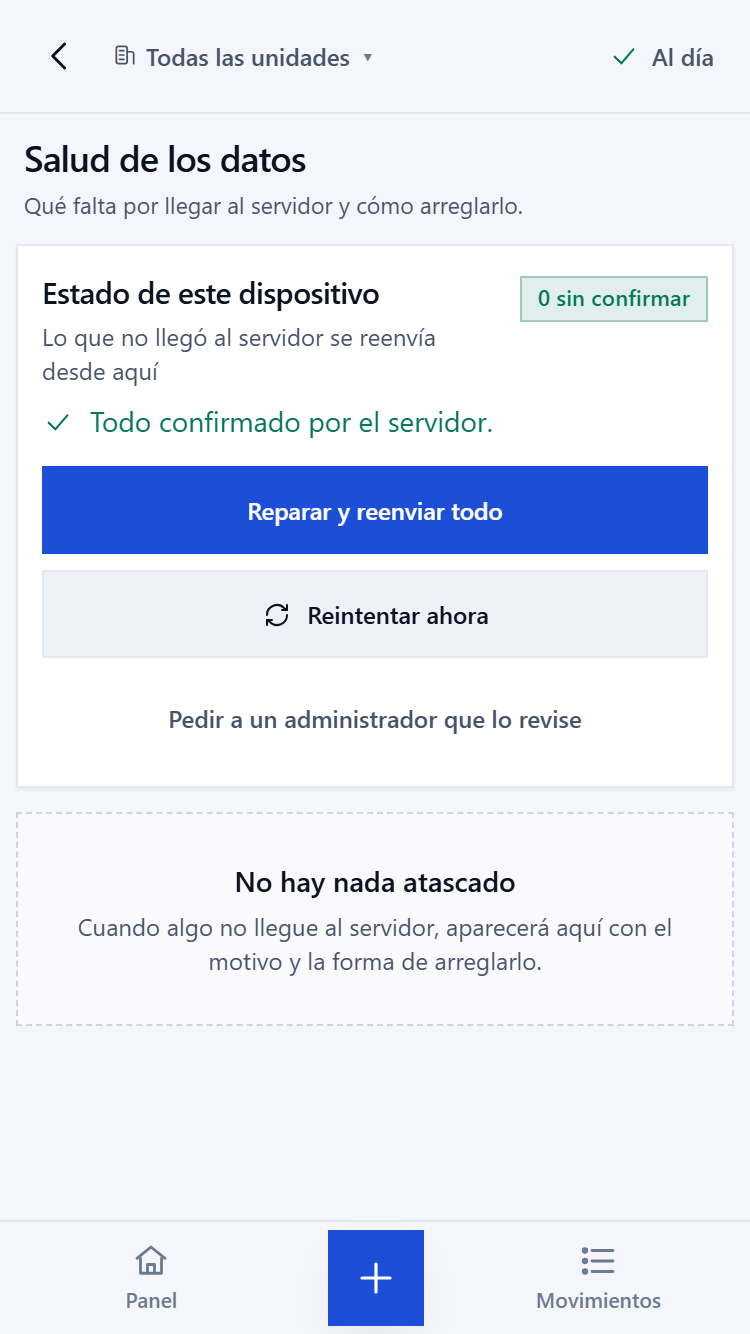 Todas las unidades ▾
Al día
Salud de los datos
Qué falta por llegar al servidor y cómo arreglarlo.
Estado de este dispositivo
0 sin confirmar
Lo que no llegó al servidor se reenvía
desde aquí
Todo confirmado por el servidor.
Reparar y reenviar todo
Reintentar ahora
Pedir a un administrador que lo revise
No hay nada atascado
Cuando algo no llegue al servidor, aparecerá aquí con el
motivo y la forma de arreglarlo.
Panel
Movimientos